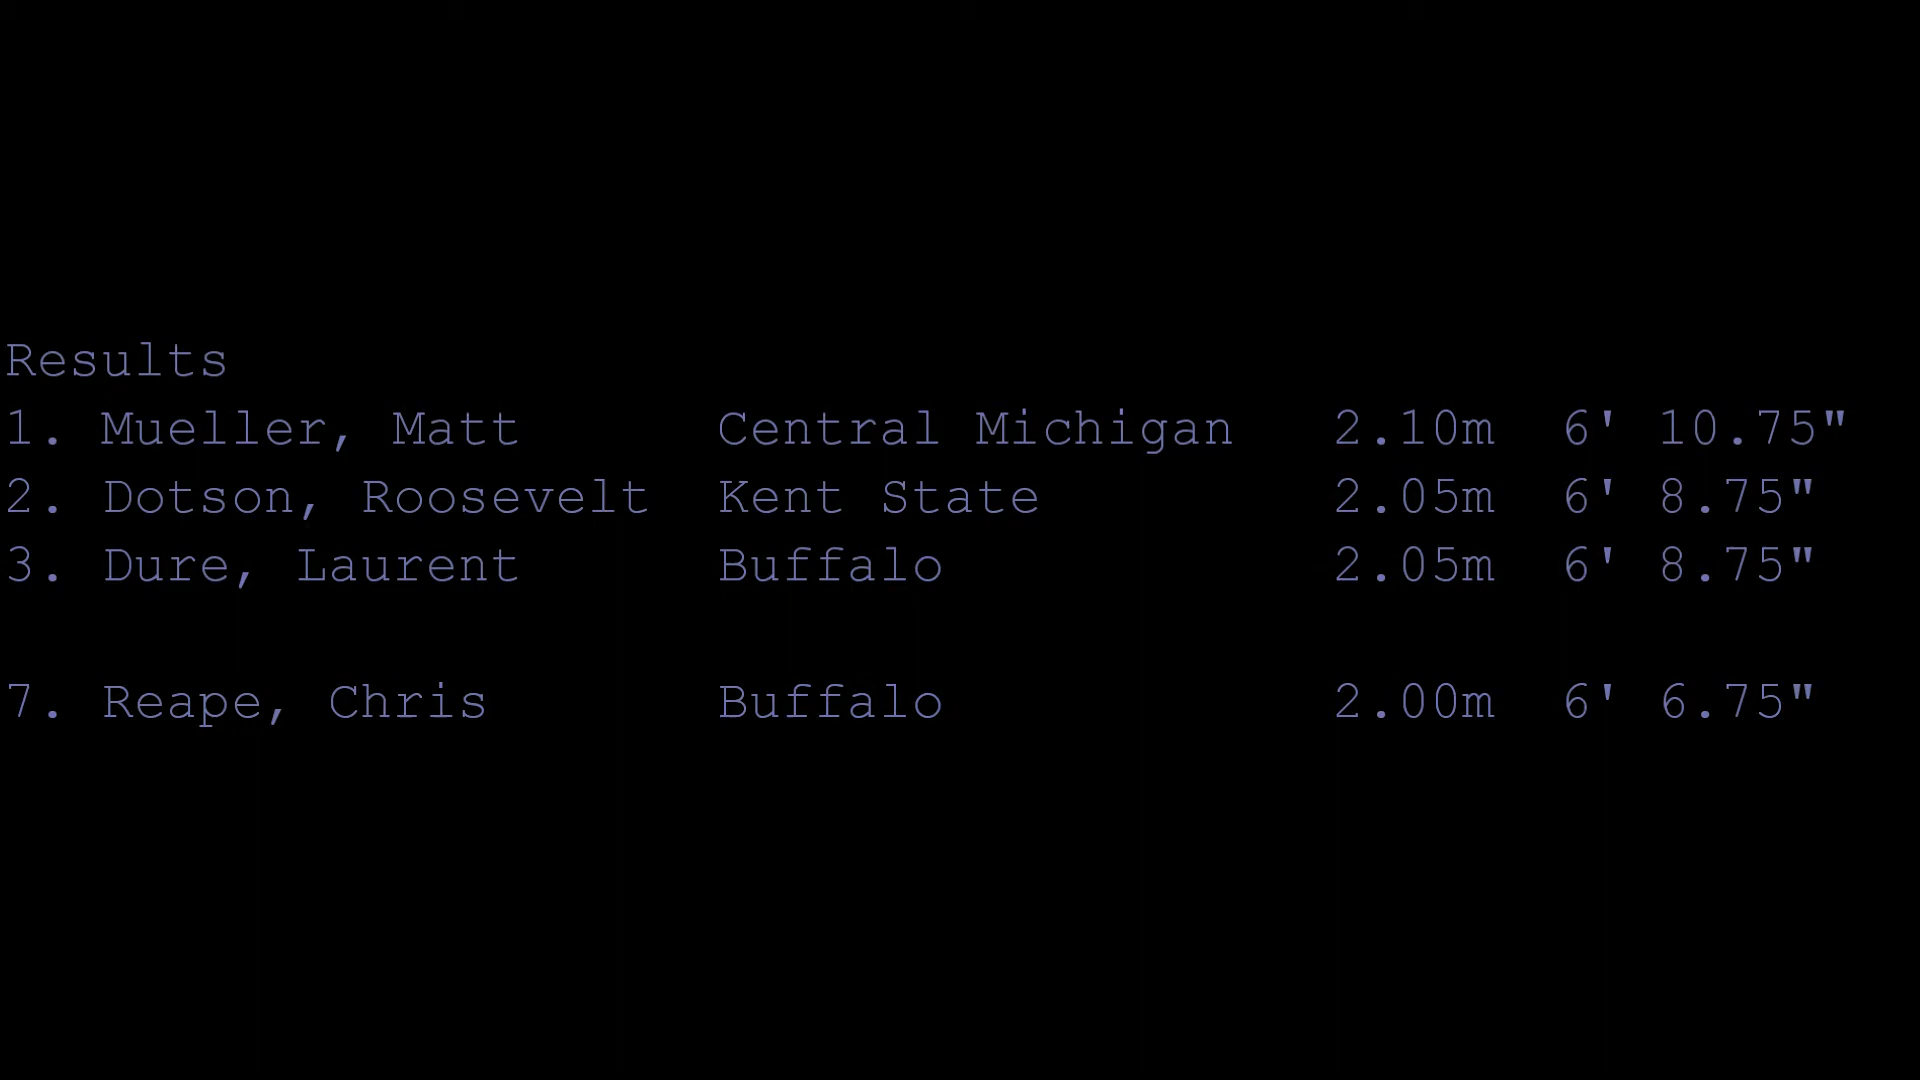 Results
1. Mueller, Matt Central Michigan 2.10m 6' 10.75"
2. Dotson, Roosevelt Kent State 2.05m 6' 8.75"
3. Dure, Laurent Buffalo 2.05m 6' 8.75"
7. Reape, Chris Buffalo 2.00m 6' 6.75"